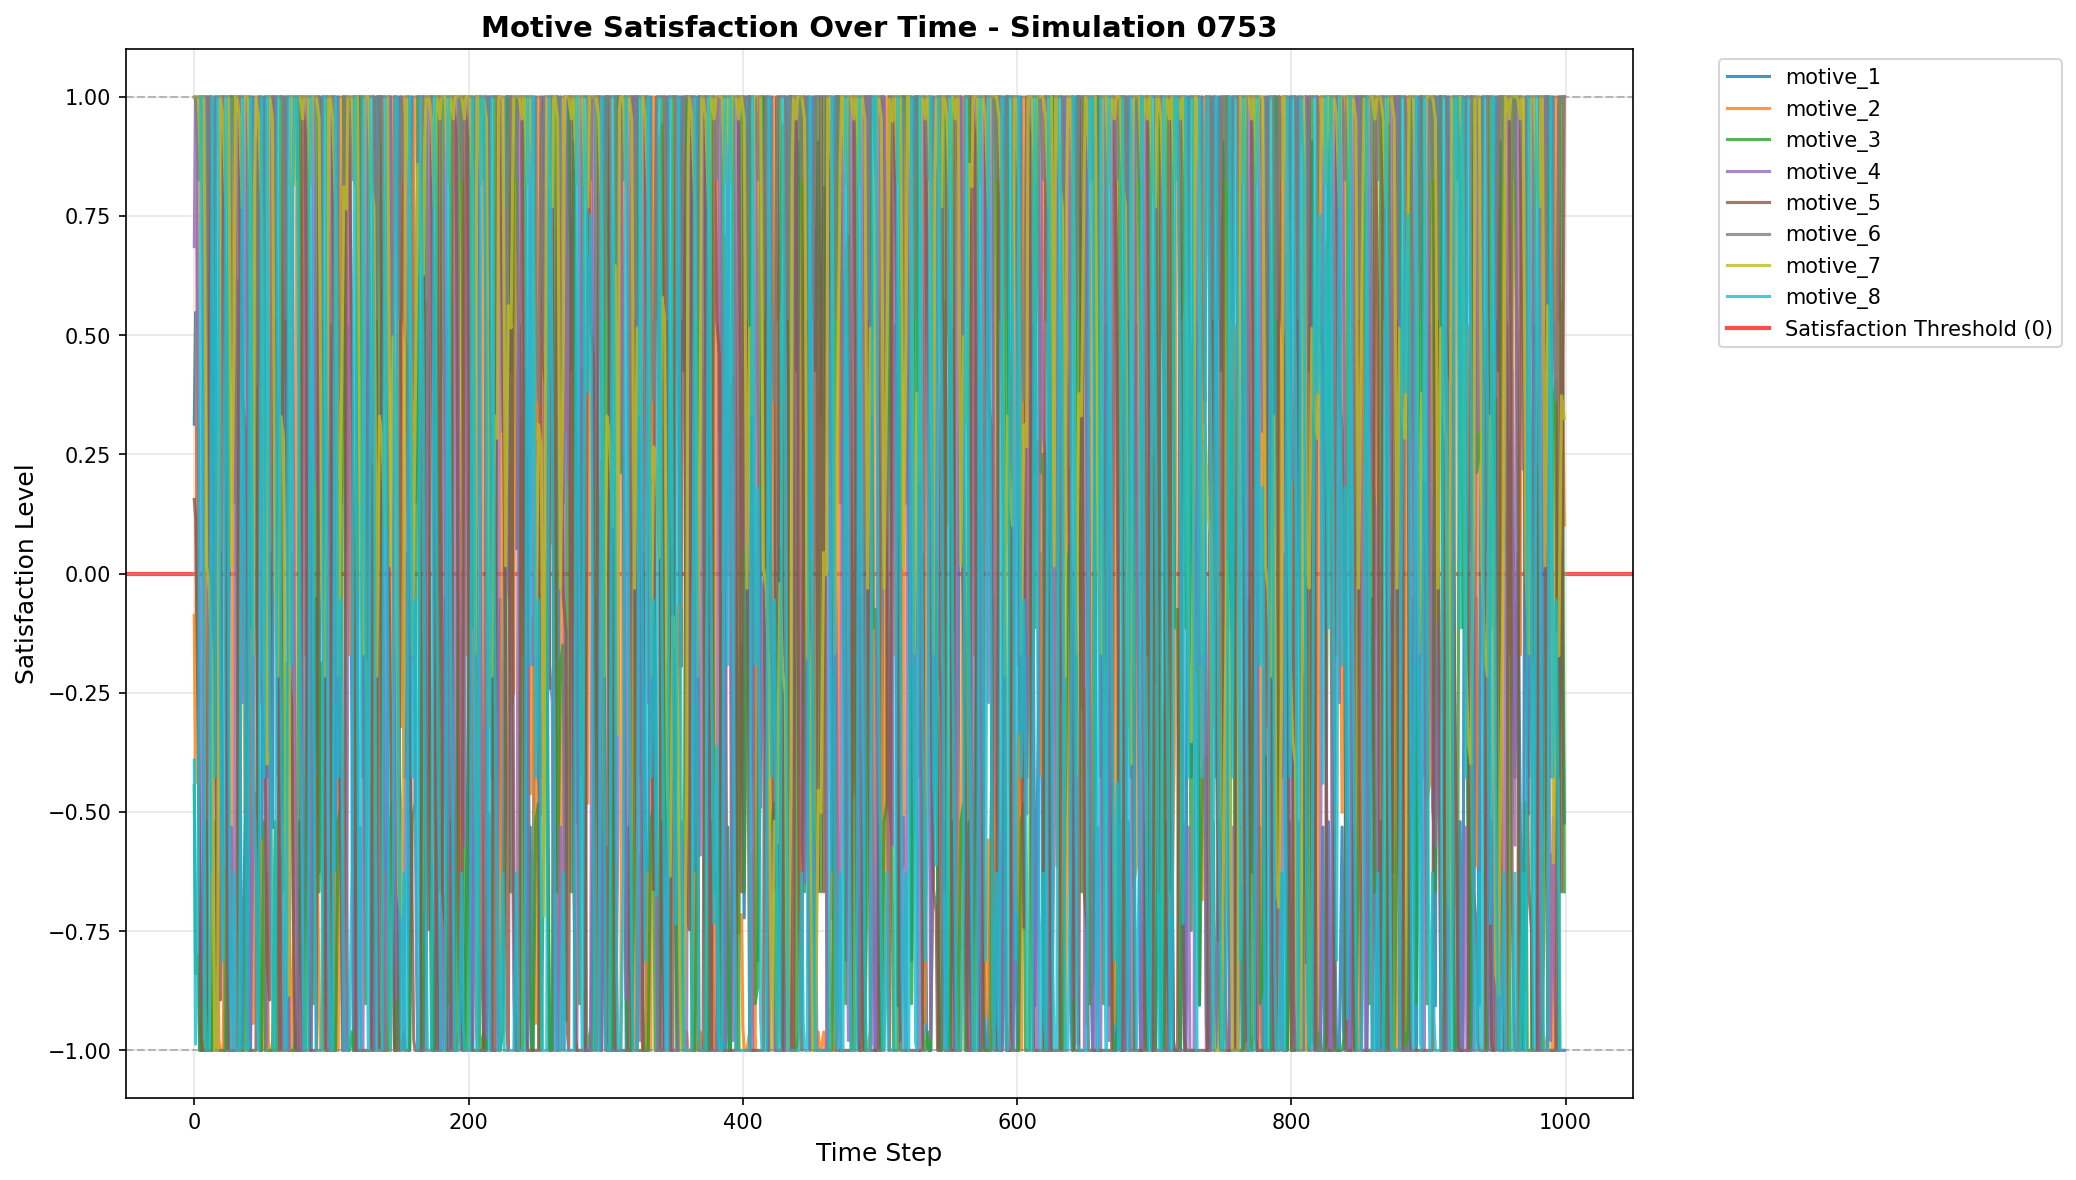 Motive Satisfaction Over Time - Simulation 0753
1.00
0.75
0.50
0.25
0.00
−0.25
−0.50
−0.75
−1.00
Satisfaction Level
0
200
400
600
800
1000
Time Step
motive_1
motive_2
motive_3
motive_4
motive_5
motive_6
motive_7
motive_8
Satisfaction Threshold (0)